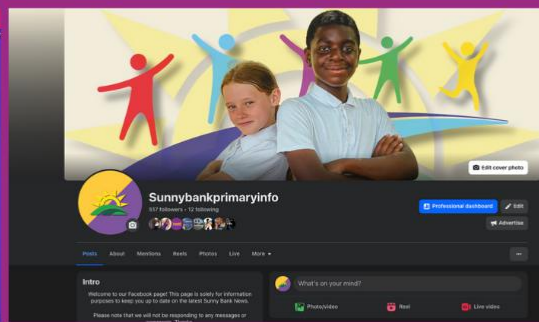 Edit cover photo
Sunnybankprimaryinfo
557 followers • 12 following
Professional dashboard
Edit
Advertise
Posts About Mentions Reels Photos Live More
Intro
What's on your mind?
Welcome to our Facebook page! This page is solely for information
purposes to keep you up to date on the latest Sunny Bank News.
Photo/video Reel Live video
Please note that we will not be responding to any messages or